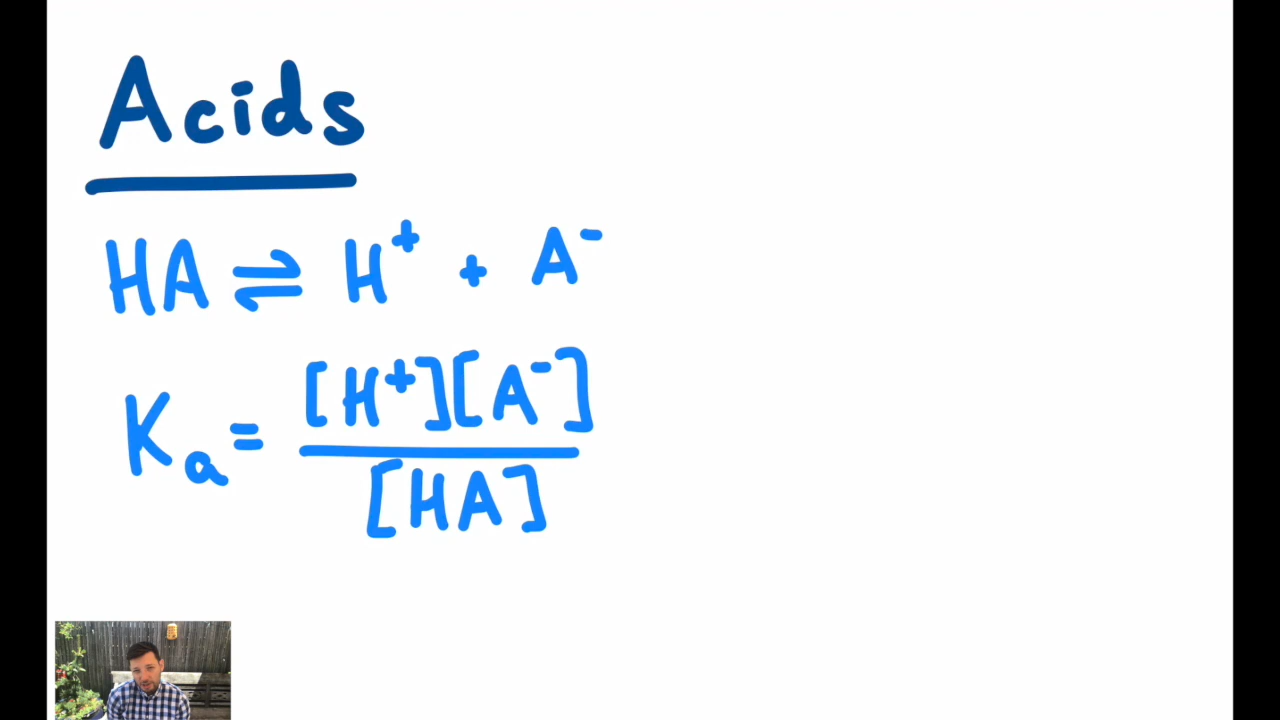 Acids
HA ⇌ H⁺ + A⁻
Kₐ = [H⁺][A⁻]
[HA]